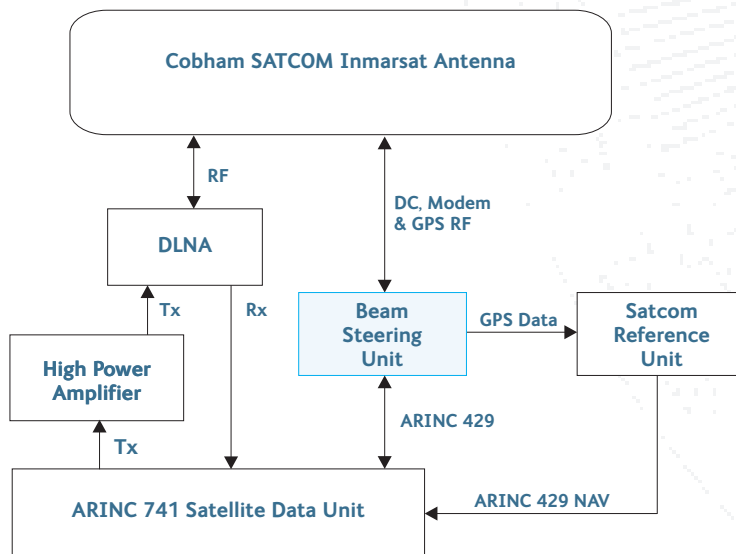 Cobham SATCOM Inmarsat Antenna
RF
DC, Modem
& GPS RF
DLNA
Tx
Rx
Beam
Steering
Unit
GPS Data
Satcom
Reference
Unit
High Power
Amplifier
ARINC 429
Tx
ARINC 741 Satellite Data Unit
ARINC 429 NAV